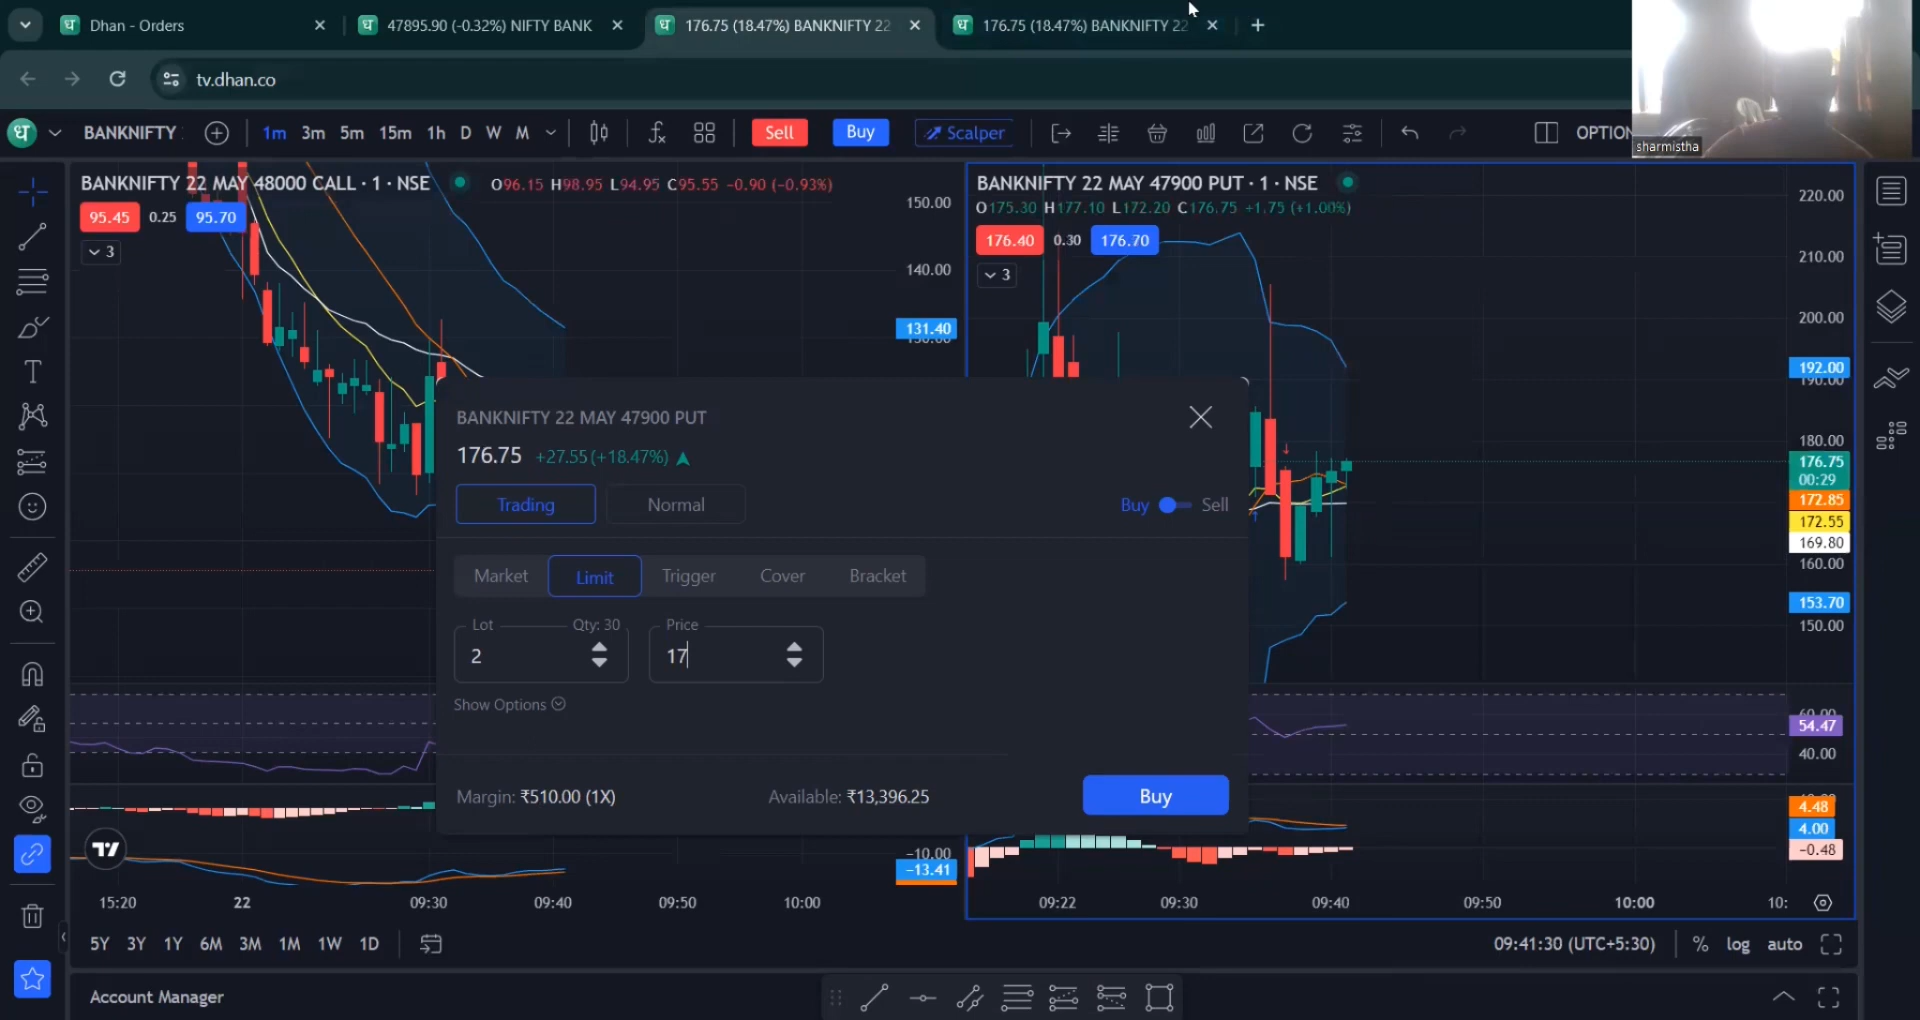 Dhan - Orders
47895.90 (-0.32%) NIFTY BANK
176.75 (18.47%) BANKNIFTY 22
176.75 (18.47%) BANKNIFTY 22
tv.dhan.co
sharmistha
BANKNIFTY
1m 3m 5m 15m 1h D W M
Sell
Buy
Scalper
OPTION
BANKNIFTY 22 MAY 48000 CALL · 1 · NSE
O96.15 H98.95 L94.95 C95.55 -0.90 (-0.93%)
95.45 0.25 95.70
3
150.00
140.00
131.40
130.00
-10.00
-13.41
15:20 22 09:30 09:40 09:50 10:00
BANKNIFTY 22 MAY 47900 PUT · 1 · NSE
O175.30 H177.10 L172.20 C176.75 +1.75 (+1.00%)
176.40 0.30 176.70
3
220.00
210.00
200.00
192.00
190.00
180.00
176.75
00:29
172.85
172.55
169.80
160.00
153.70
150.00
60.00
54.47
40.00
4.48
4.00
-0.48
09:22 09:30 09:40 09:50 10:00 10:
BANKNIFTY 22 MAY 47900 PUT
176.75 +27.55(+18.47%)
Trading Normal
Buy Sell
Market Limit Trigger Cover Bracket
Lot Qty: 30 Price
2 17
Show Options
Margin: ₹510.00 (1X) Available: ₹13,396.25
Buy
5Y 3Y 1Y 6M 3M 1M 1W 1D
09:41:30 (UTC+5:30) % log auto
Account Manager